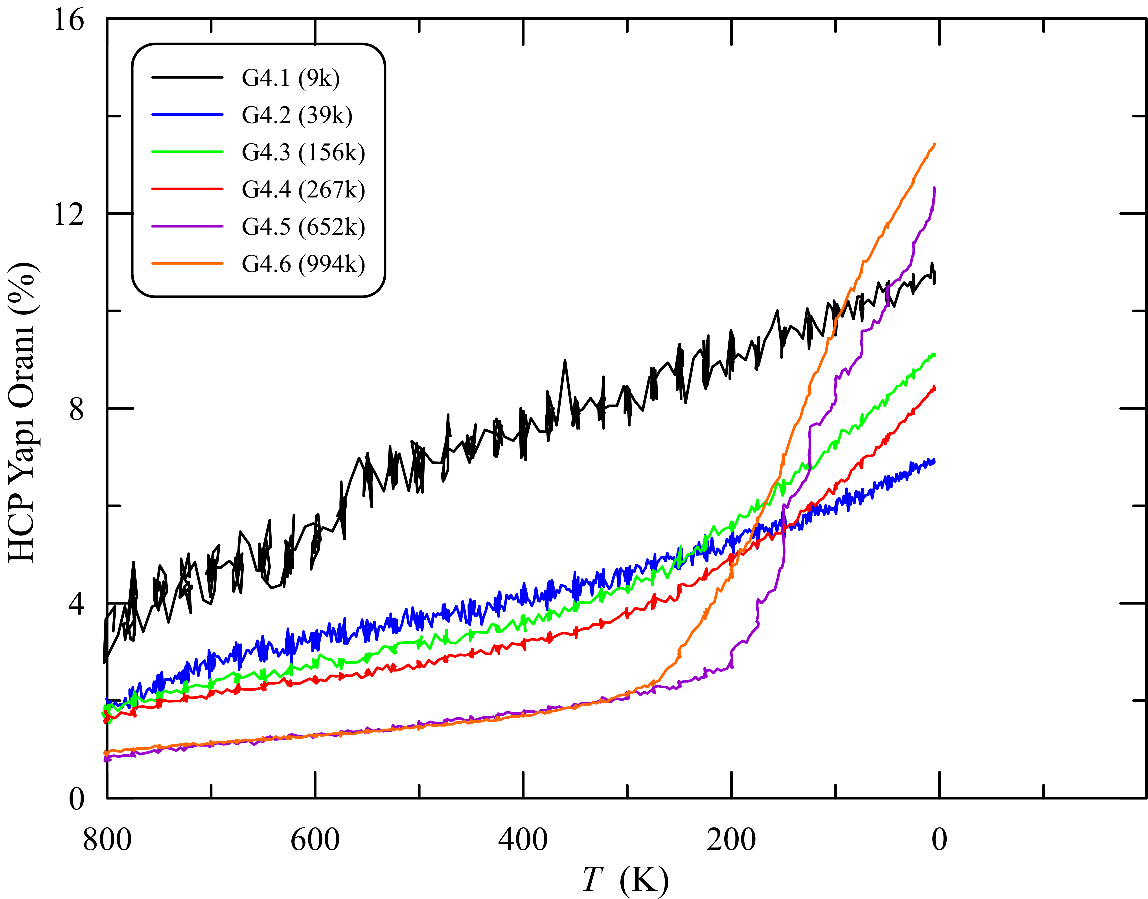 16
12
8
4
0
HCP Yapı Oranı (%)
G4.1 (9k)
G4.2 (39k)
G4.3 (156k)
G4.4 (267k)
G4.5 (652k)
G4.6 (994k)
800 600 400 200 0
T (K)